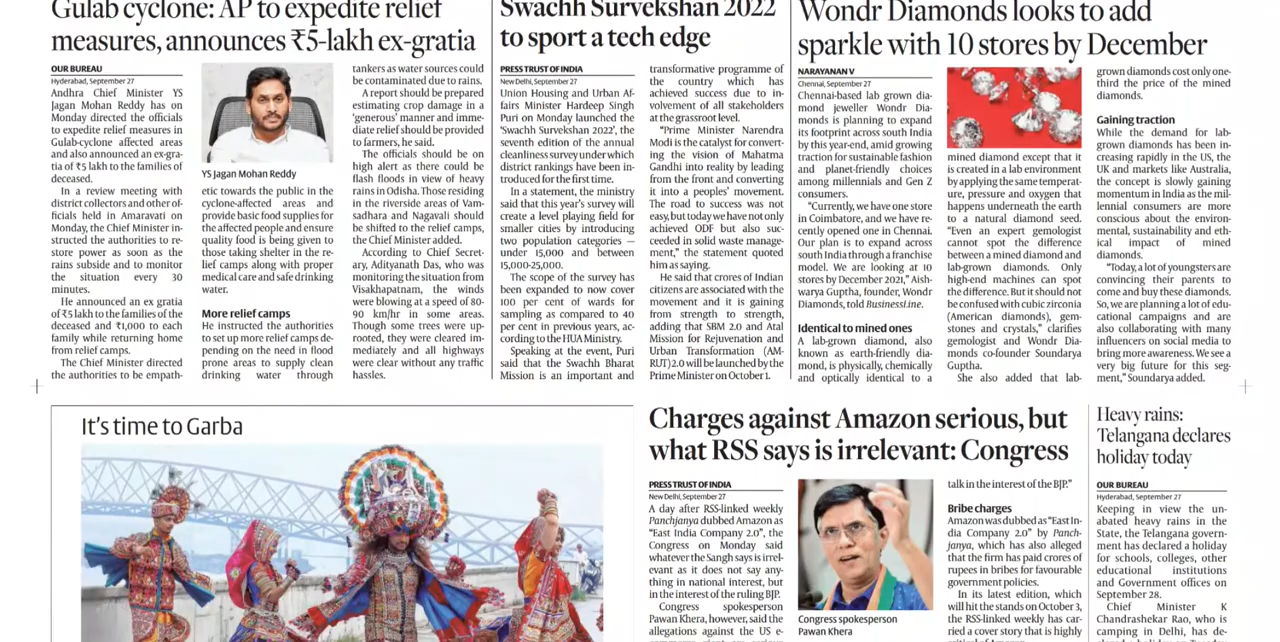 Gulab cyclone: AP to expedite relief
measures, announces ₹5-lakh ex-gratia
OUR BUREAU
Hyderabad, September 27
Andhra Chief Minister YS
Jagan Mohan Reddy has on
Monday directed the officials
to expedite relief measures in
Gulab-cyclone affected areas
and also announced an ex-gra-
tia of ₹5 lakh to the families of
deceased.
In a review meeting with
district collectors and other of-
ficials held in Amaravati on
Monday, the Chief Minister in-
structed the authorities to re-
store power as soon as the
rains subside and to monitor
the situation every 30
minutes.
He announced an ex gratia
of ₹5 lakh to the families of the
deceased and ₹1,000 to each
family while returning home
from relief camps.
The Chief Minister directed
the authorities to be empath-
YS Jagan Mohan Reddy
etic towards the public in the
cyclone-affected areas and
provide basic food supplies for
the affected people and ensure
quality food is being given to
those taking shelter in the re-
lief camps along with proper
medical care and safe drinking
water.
More relief camps
He instructed the authorities
to set up more relief camps de-
pending on the need in flood
prone areas to supply clean
drinking water through
tankers as water sources could
be contaminated due to rains.
A report should be prepared
estimating crop damage in a
'generous' manner and imme-
diate relief should be provided
to farmers, he said.
The officials should be on
high alert as there could be
flash floods in view of heavy
rains in Odisha. Those residing
in the riverside areas of Vam-
sadhara and Nagavali should
be shifted to the relief camps,
the Chief Minister added.
According to Chief Secret-
ary, Adityanath Das, who was
monitoring the situation from
Visakhapatnam, the winds
were blowing at a speed of 80-
90 km/hr in some areas.
Though some trees were up-
rooted, they were cleared im-
mediately and all highways
were clear without any traffic
hassles.
Swachh Survekshan 2022
to sport a tech edge
PRESS TRUST OF INDIA
New Delhi, September 27
Union Housing and Urban Af-
fairs Minister Hardeep Singh
Puri on Monday launched the
'Swachh Survekshan 2022', the
seventh edition of the annual
cleanliness survey under which
district rankings have been in-
troduced for the first time.
In a statement, the ministry
said that this year's survey will
create a level playing field for
smaller cities by introducing
two population categories —
under 15,000 and between
15,000-25,000.
The scope of the survey has
been expanded to now cover
100 per cent of wards for
sampling as compared to 40
per cent in previous years, ac-
cording to the HUA Ministry.
Speaking at the event, Puri
said that the Swachh Bharat
Mission is an important and
transformative programme of
the country which has
achieved success due to in-
volvement of all stakeholders
at the grassroot level.
"Prime Minister Narendra
Modi is the catalyst for convert-
ing the vision of Mahatma
Gandhi into reality by leading
from the front and converting
it into a peoples' movement.
The road to success was not
easy, but today we have not only
achieved ODF but also suc-
ceeded in solid waste manage-
ment," the statement quoted
him as saying.
He said that crores of Indian
citizens are associated with the
movement and it is gaining
from strength to strength,
adding that SBM 2.0 and Atal
Mission for Rejuvenation and
Urban Transformation (AM-
RUT) 2.0 will be launched by the
Prime Minister on October 1.
Wondr Diamonds looks to add
sparkle with 10 stores by December
NARAYANAN V
Chennai, September 27
Chennai-based lab grown dia-
mond jeweller Wondr Dia-
monds is planning to expand
its footprint across south India
by this year-end, amid growing
traction for sustainable fashion
and planet-friendly choices
among millennials and Gen Z
consumers.
"Currently, we have one store
in Coimbatore, and we have re-
cently opened one in Chennai.
Our plan is to expand across
south India through a franchise
model. We are looking at 10
stores by December 2021," Aish-
warya Guptha, founder, Wondr
Diamonds, told BusinessLine.
Identical to mined ones
A lab-grown diamond, also
known as earth-friendly dia-
mond, is physically, chemically
and optically identical to a
mined diamond except that it
is created in a lab environment
by applying the same temperat-
ure, pressure and oxygen that
happens underneath the earth
to a natural diamond seed.
"Even an expert gemologist
cannot spot the difference
between a mined diamond and
lab-grown diamonds. Only
high-end machines can spot
the difference. But it should not
be confused with cubic zirconia
(American diamonds), gem-
stones and crystals," clarifies
gemologist and Wondr Dia-
monds co-founder Soundarya
Guptha.
She also added that lab-
grown diamonds cost only one-
third the price of the mined
diamonds.
Gaining traction
While the demand for lab-
grown diamonds has been in-
creasing rapidly in the US, the
UK and markets like Australia,
the concept is slowly gaining
momentum in India as the mil-
lennial consumers are more
conscious about the environ-
mental, sustainability and eth-
ical impact of mined
diamonds.
"Today, a lot of youngsters are
convincing their parents to
come and buy these diamonds.
So, we are planning a lot of edu-
cational campaigns and are
also collaborating with many
influencers on social media to
bring more awareness. We see a
very big future for this seg-
ment," Soundarya added.
It's time to Garba
Charges against Amazon serious, but
what RSS says is irrelevant: Congress
PRESS TRUST OF INDIA
New Delhi, September 27
A day after RSS-linked weekly
Panchjanya dubbed Amazon as
"East India Company 2.0", the
Congress on Monday said
whatever the Sangh says is irrel-
evant as it does not say any-
thing in national interest, but
in the interest of the ruling BJP.
Congress spokesperson
Pawan Khera, however, said the
allegations against the US e-
Congress spokesperson
Pawan Khera
talk in the interest of the BJP."
Bribe charges
Amazon was dubbed as "East In-
dia Company 2.0" by Panch-
janya, which has also alleged
that the firm has paid crores of
rupees in bribes for favourable
government policies.
In its latest edition, which
will hit the stands on October 3,
the RSS-linked weekly has car-
ried a cover story that is highly
Heavy rains:
Telangana declares
holiday today
OUR BUREAU
Hyderabad, September 27
Keeping in view the un-
abated heavy rains in the
State, the Telangana govern-
ment has declared a holiday
for schools, colleges, other
educational institutions
and Government offices on
September 28.
Chief Minister K
Chandrashekar Rao, who is
camping in Delhi, has de-